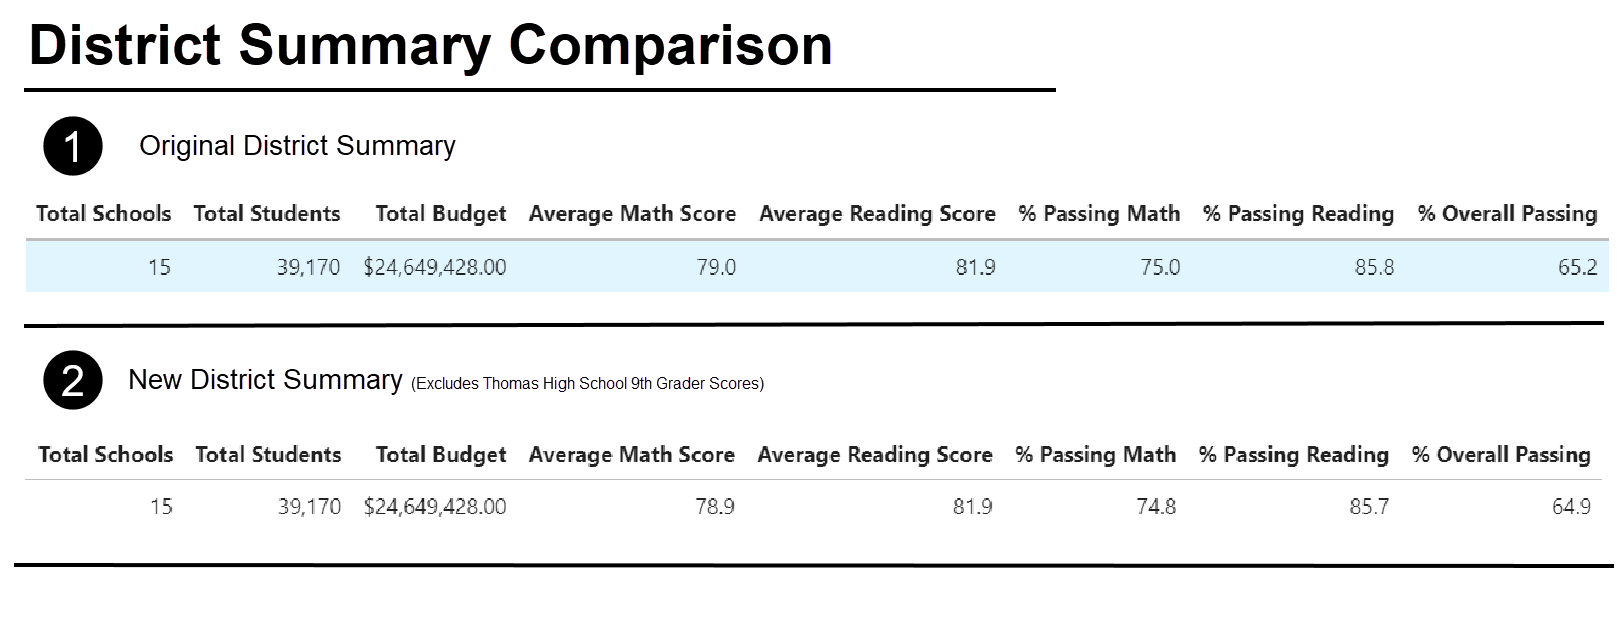 District Summary Comparison
1 Original District Summary
Total Schools Total Students Total Budget Average Math Score Average Reading Score % Passing Math % Passing Reading % Overall Passing
15 39,170 $24,649,428.00 79.0 81.9 75.0 85.8 65.2
2 New District Summary (Excludes Thomas High School 9th Grader Scores)
Total Schools Total Students Total Budget Average Math Score Average Reading Score % Passing Math % Passing Reading % Overall Passing
15 39,170 $24,649,428.00 78.9 81.9 74.8 85.7 64.9